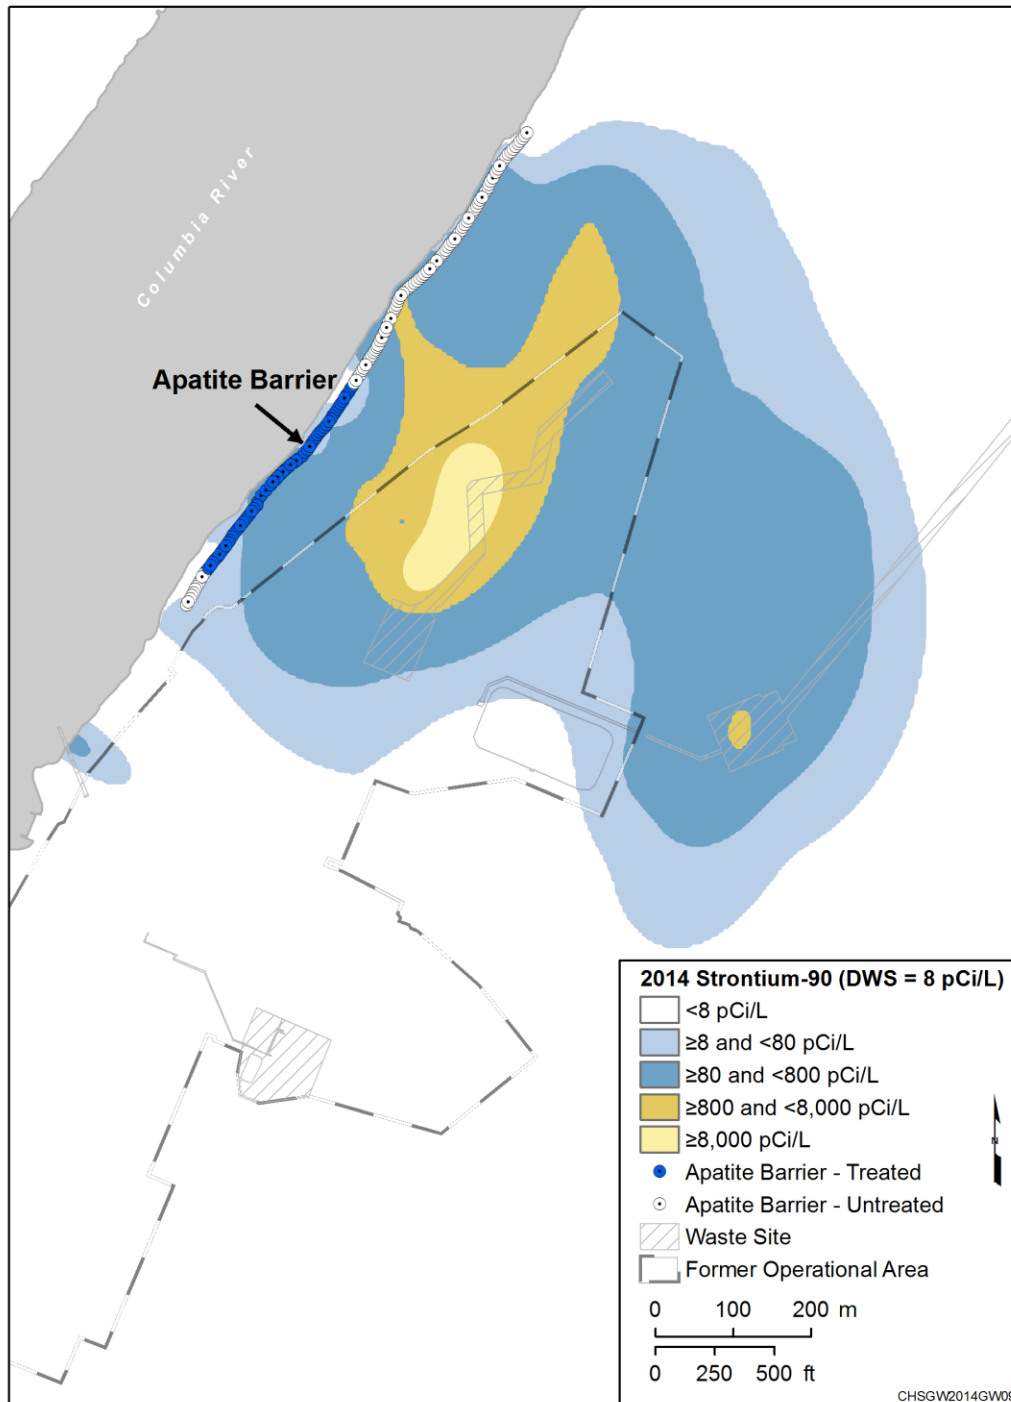 Columbia River
Apatite Barrier
2014 Strontium-90 (DWS = 8 pCi/L)
<8 pCi/L
≥8 and <80 pCi/L
≥80 and <800 pCi/L
≥800 and <8,000 pCi/L
≥8,000 pCi/L
Apatite Barrier - Treated
Apatite Barrier - Untreated
Waste Site
Former Operational Area
N
0 100 200 m
0 250 500 ft
CHSGW2014GW09